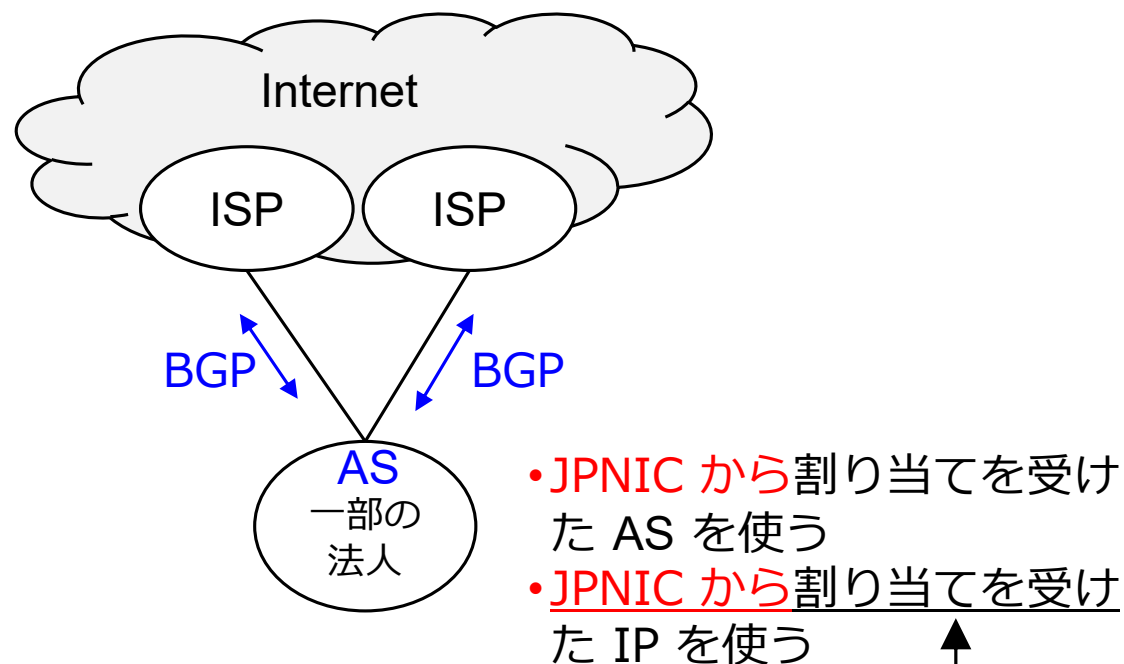 Internet
ISP
ISP
BGP
BGP
AS
一部の
法人
•JPNIC から割り当てを受け
た AS を使う
•JPNIC から割り当てを受け
た IP を使う